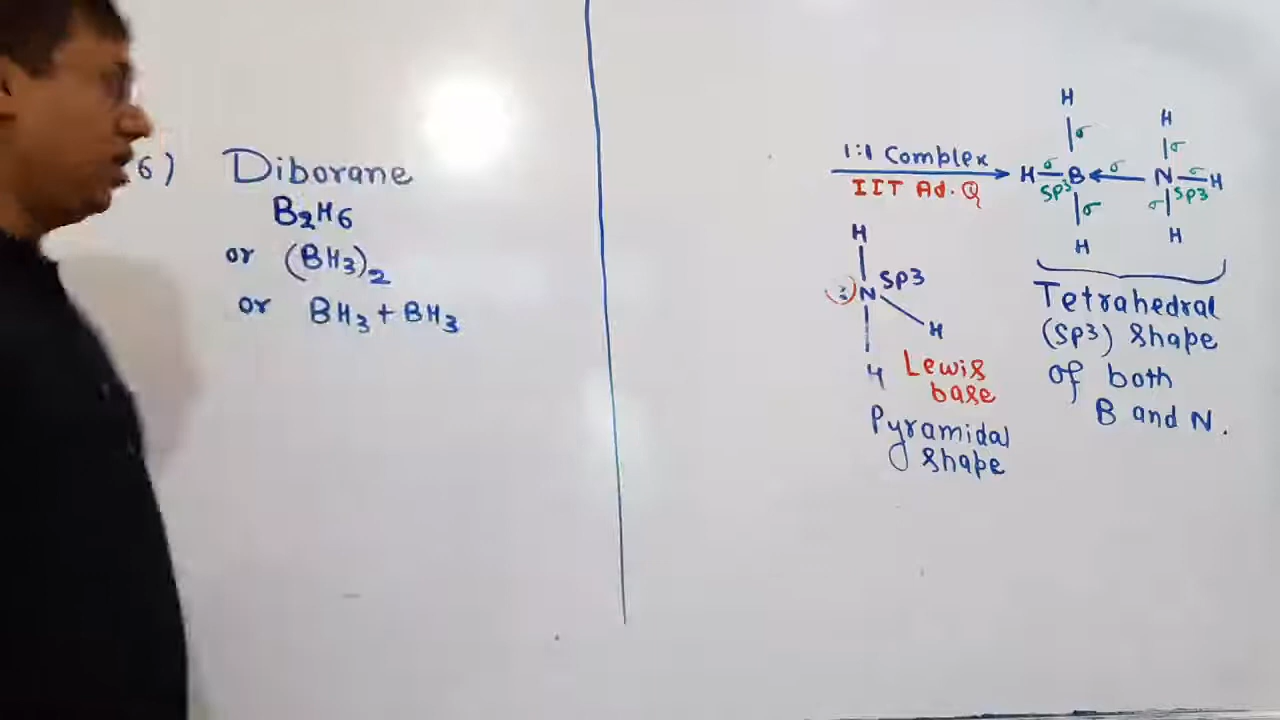 6) Diborane
B2H6
or (BH3)2
or BH3 + BH3
1:1 Complex
IIT Ad. Q
H
N sp3
H
H
Lewis
base
Pyramidal
shape
H H
σ σ
H σ B ← σ N σ H
sp3 sp3
σ σ
H H
Tetrahedral
(sp3) shape
of both
B and N.